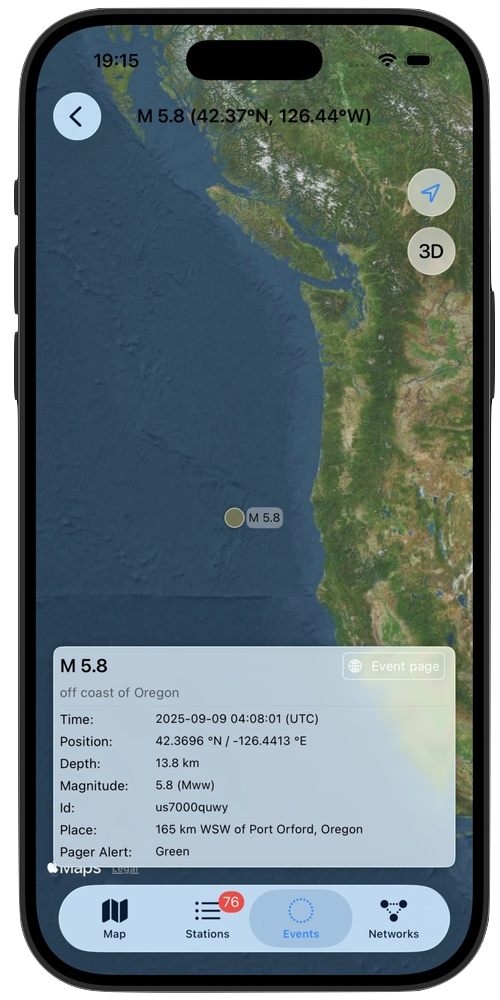 19:15
M 5.8 (42.37°N, 126.44°W)
3D
M 5.8
M 5.8
Event page
off coast of Oregon
Time: 2025-09-09 04:08:01 (UTC)
Position: 42.3696 °N / -126.4413 °E
Depth: 13.8 km
Magnitude: 5.8 (Mww)
Id: us7000quwy
Place: 165 km WSW of Port Orford, Oregon
Pager Alert: Green
Maps Legal
76
Map Stations Events Networks